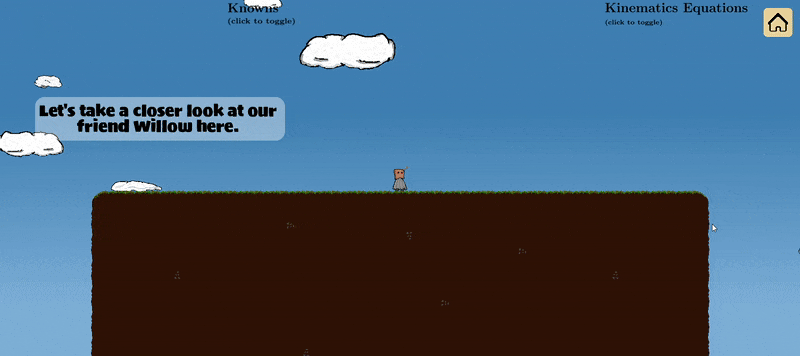 Knowns
(click to toggle)
Kinematics Equations
(click to toggle)
Let's take a closer look at our
friend Willow here.